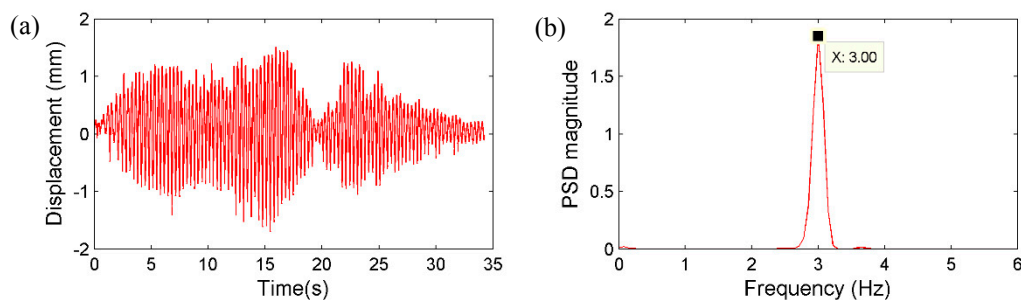 (a)
Displacement (mm)
2
1
0
-1
-2
0 5 10 15 20 25 30 35
Time(s)
(b)
PSD magnitude
2
1.5
1
0.5
0
X: 3.00
0 1 2 3 4 5 6
Frequency (Hz)